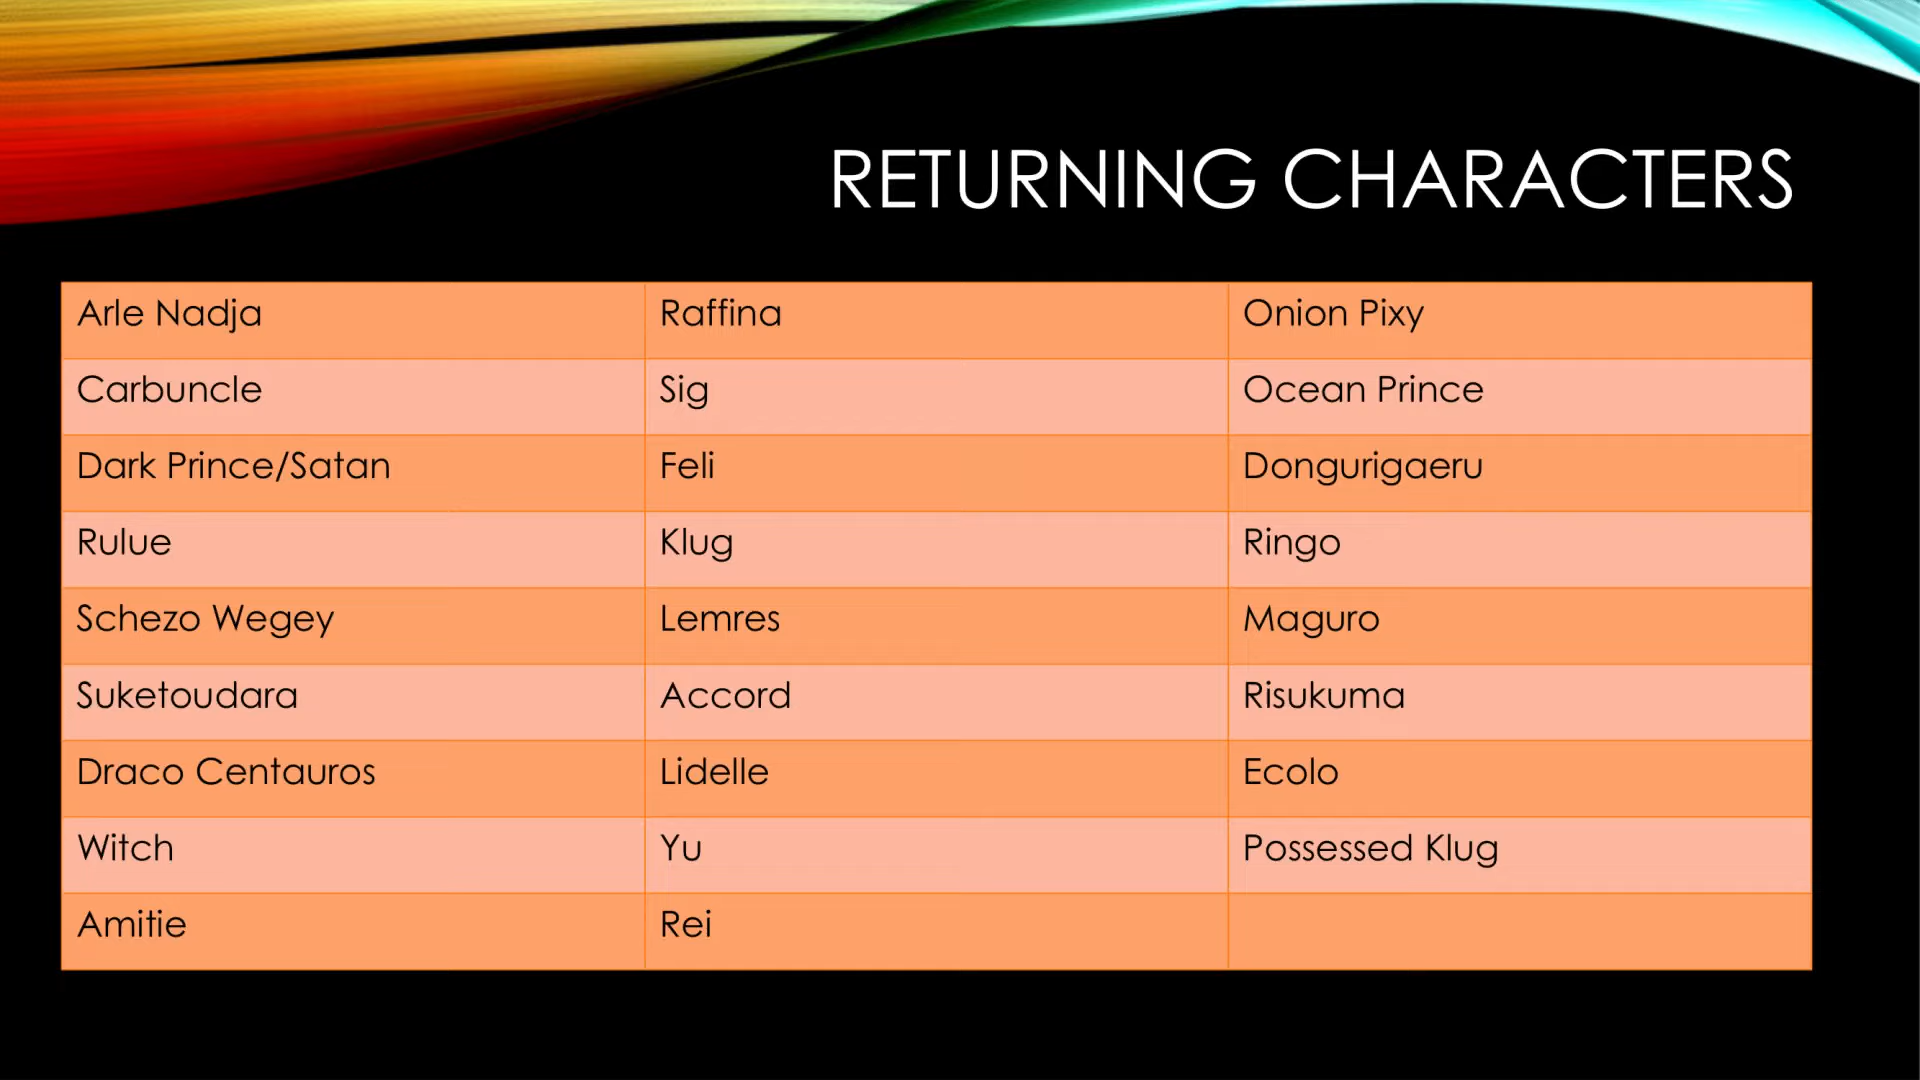 RETURNING CHARACTERS
Arle Nadja Raffina Onion Pixy
Carbuncle Sig Ocean Prince
Dark Prince/Satan Feli Dongurigaeru
Rulue Klug Ringo
Schezo Wegey Lemres Maguro
Suketoudara Accord Risukuma
Draco Centauros Lidelle Ecolo
Witch Yu Possessed Klug
Amitie Rei